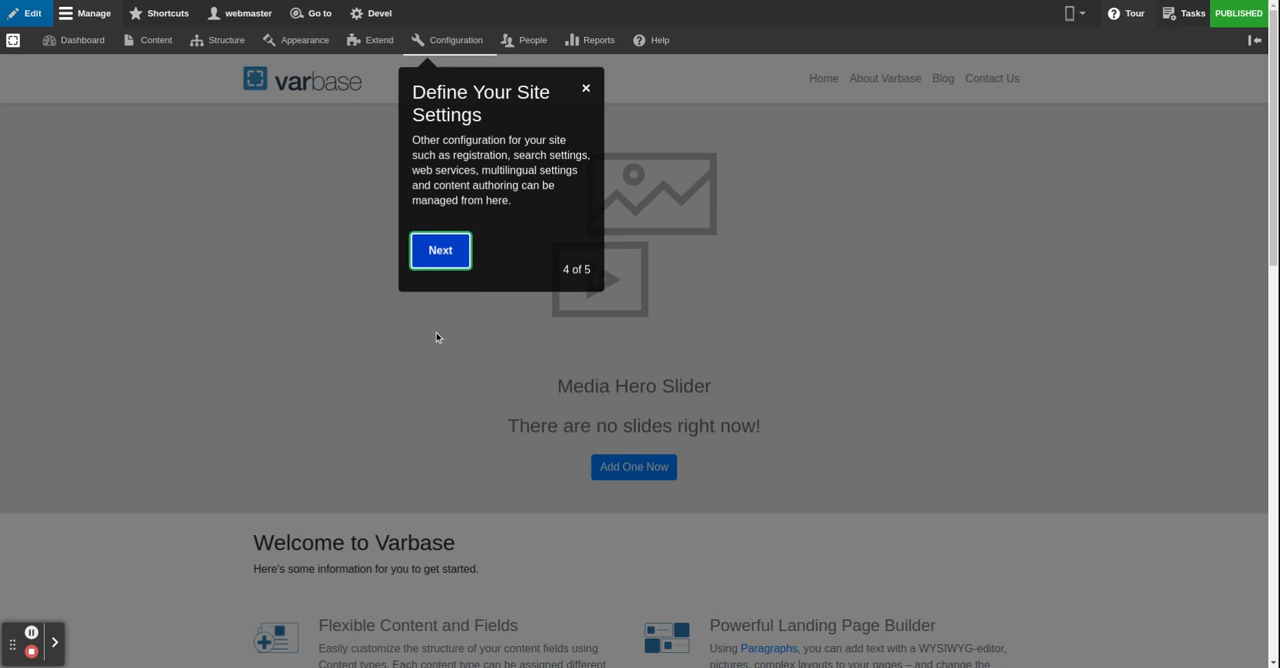 Edit Manage Shortcuts webmaster Go to Devel Tour Tasks PUBLISHED
Dashboard Content Structure Appearance Extend Configuration People Reports Help
varbase
Home About Varbase Blog Contact Us
Define Your Site
Settings
×
Other configuration for your site
such as registration, search settings,
web services, multilingual settings
and content authoring can be
managed from here.
Next
4 of 5
Media Hero Slider
There are no slides right now!
Add One Now
Welcome to Varbase
Here's some information for you to get started.
Flexible Content and Fields
Easily customize the structure of your content fields using
Content types. Each content type can be assigned different
Powerful Landing Page Builder
Using Paragraphs, you can add text with a WYSIWYG-editor,
pictures, complex layouts to your pages – and change the